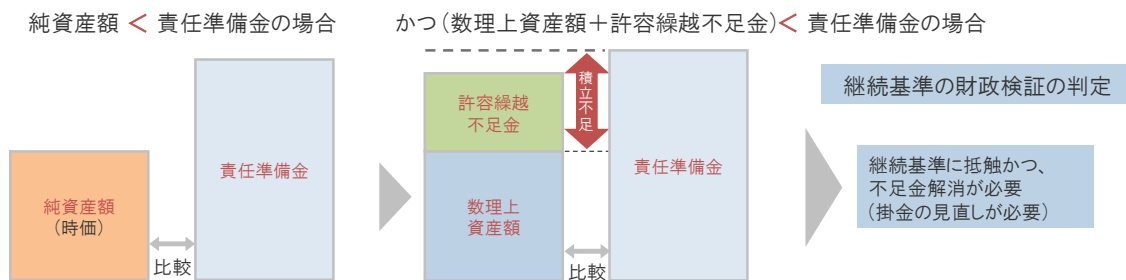 純資産額 < 責任準備金の場合
かつ(数理上資産額+許容繰越不足金)< 責任準備金の場合
純資産額
(時価)
比較
責任準備金
許容繰越
不足金
積立不足
数理上
資産額
比較
責任準備金
継続基準の財政検証の判定
継続基準に抵触かつ、
不足金解消が必要
(掛金の見直しが必要)